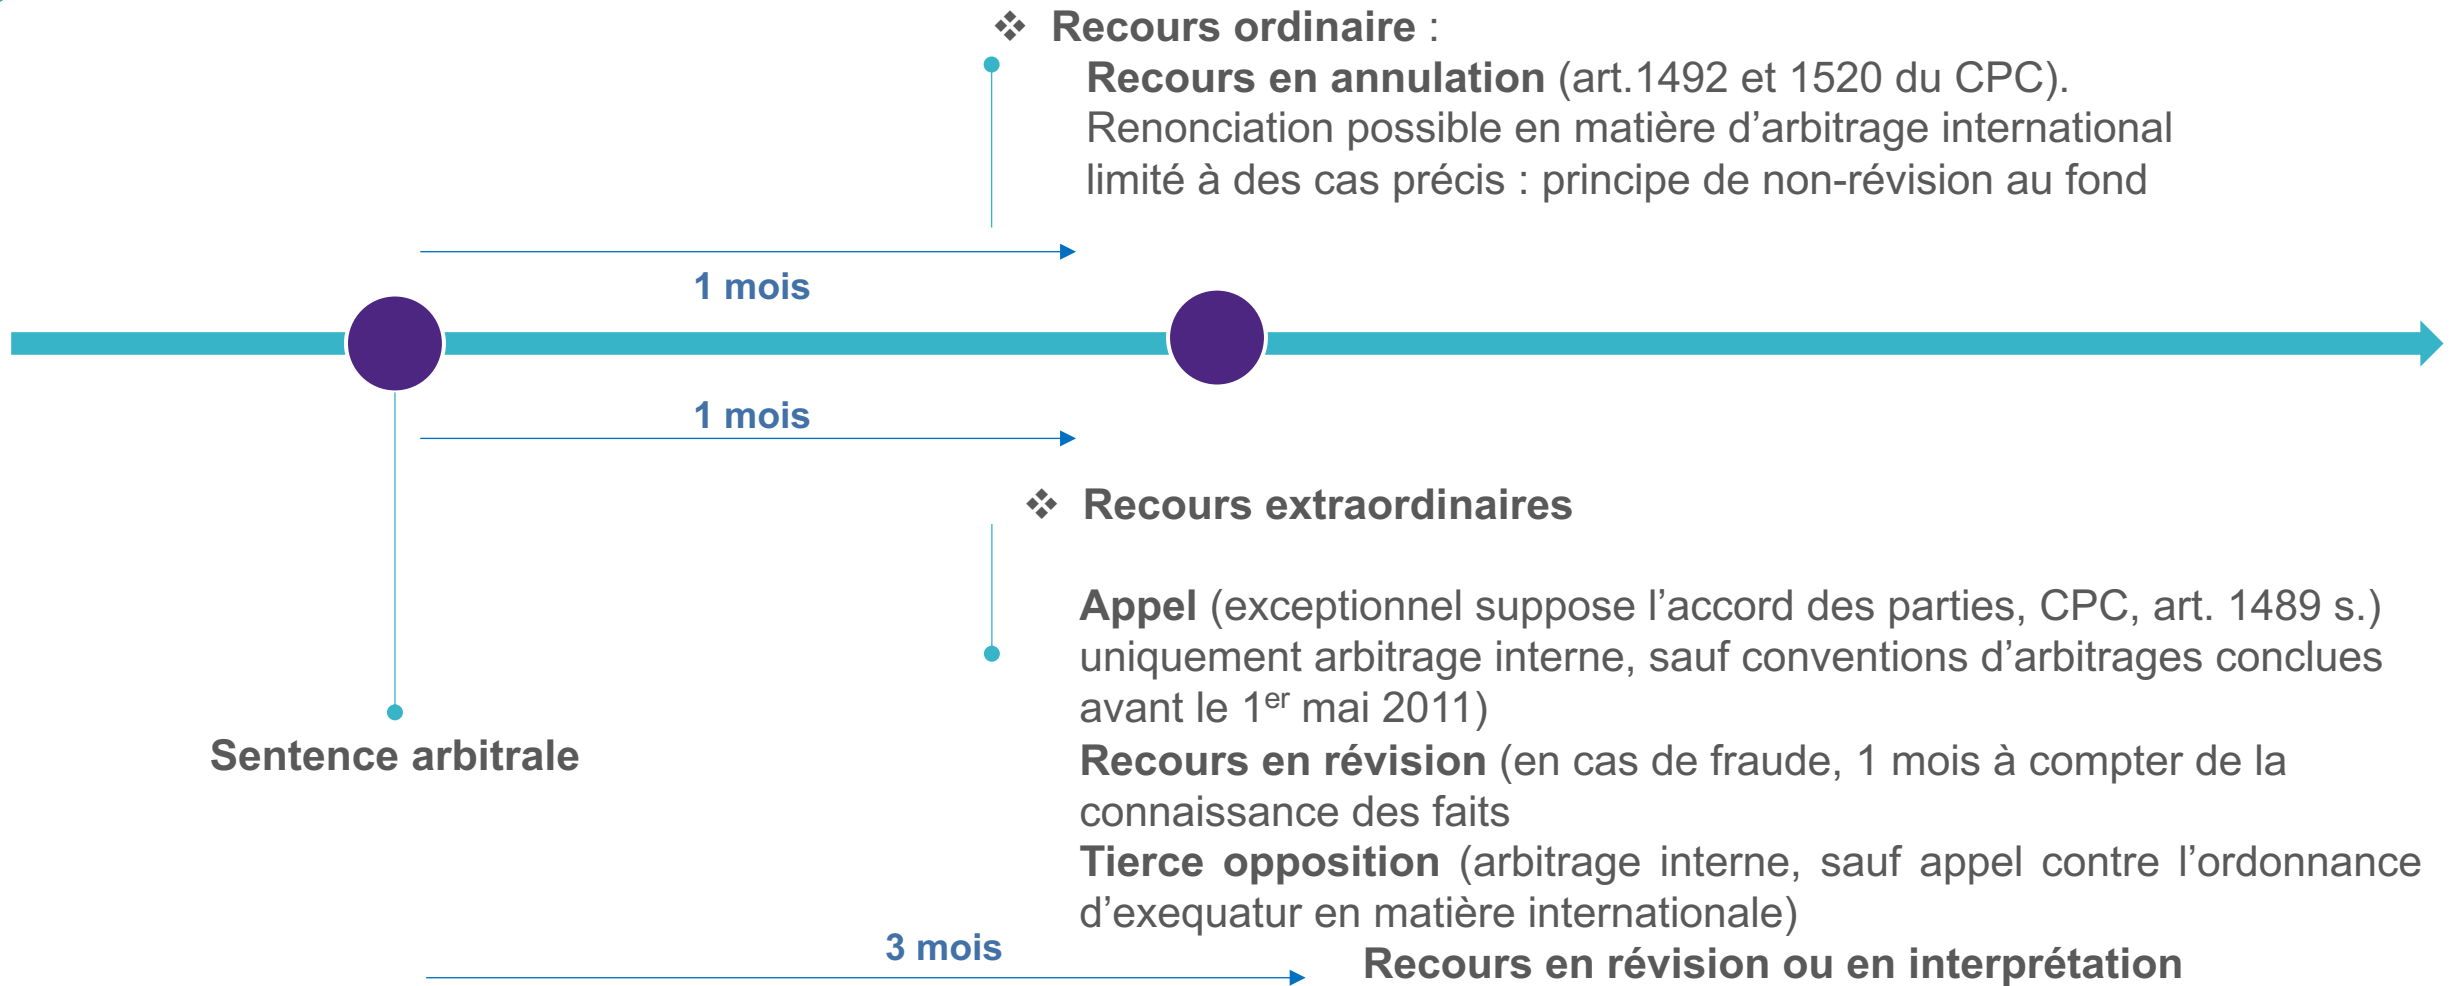 ❖ Recours ordinaire :
Recours en annulation (art.1492 et 1520 du CPC).
Renonciation possible en matière d’arbitrage international
limité à des cas précis : principe de non-révision au fond
1 mois
1 mois
❖ Recours extraordinaires
Appel (exceptionnel suppose l’accord des parties, CPC, art. 1489 s.)
uniquement arbitrage interne, sauf conventions d’arbitrages conclues
avant le 1er mai 2011)
Sentence arbitrale
Recours en révision (en cas de fraude, 1 mois à compter de la
connaissance des faits
Tierce opposition (arbitrage interne, sauf appel contre l’ordonnance
d’exequatur en matière internationale)
3 mois
Recours en révision ou en interprétation